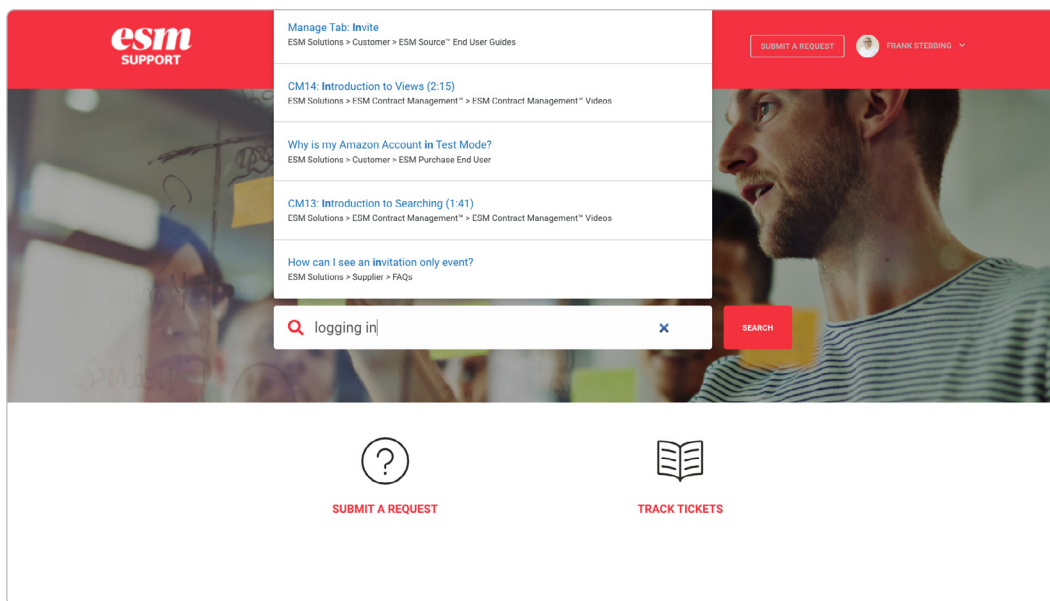 esm
SUPPORT
SUBMIT A REQUEST
FRANK STEBBING
Manage Tab: Invite
ESM Solutions > Customer > ESM Source™ End User Guides
CM14: Introduction to Views (2:15)
ESM Solutions > ESM Contract Management™ > ESM Contract Management™ Videos
Why is my Amazon Account in Test Mode?
ESM Solutions > Customer > ESM Purchase End User
CM13: Introduction to Searching (1:41)
ESM Solutions > ESM Contract Management™ > ESM Contract Management™ Videos
How can I see an invitation only event?
ESM Solutions > Supplier > FAQs
logging in
SEARCH
SUBMIT A REQUEST
TRACK TICKETS